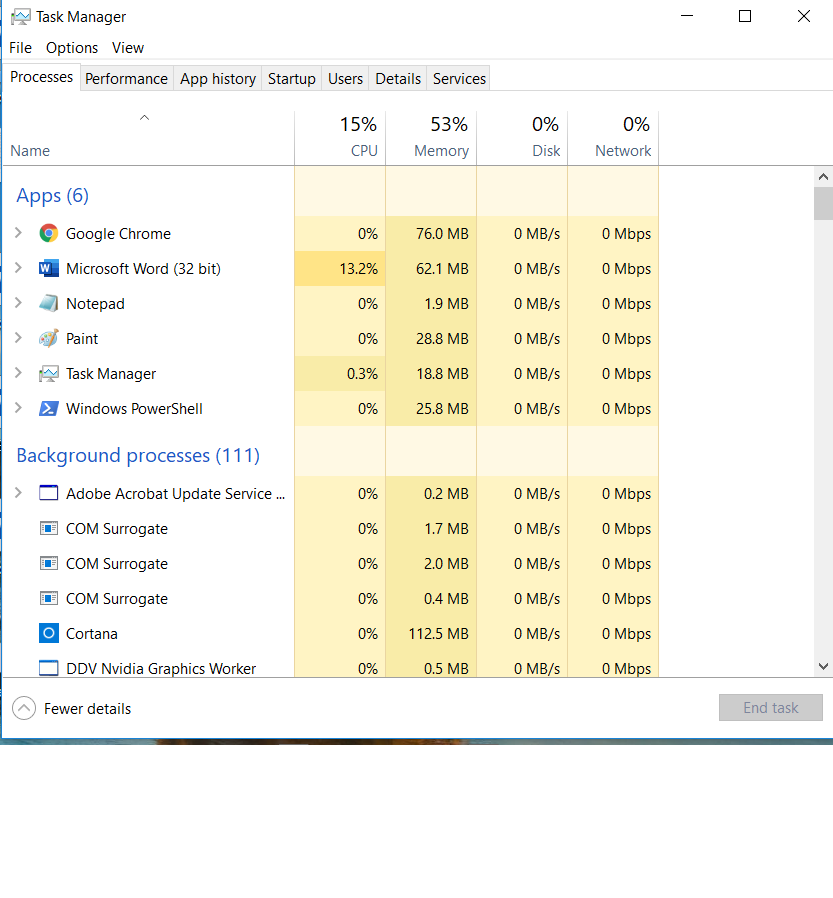 Task Manager
File Options View
Processes Performance App history Startup Users Details Services
15% 53% 0% 0%
Name CPU Memory Disk Network
Apps (6)
Google Chrome 0% 76.0 MB 0 MB/s 0 Mbps
Microsoft Word (32 bit) 13.2% 62.1 MB 0 MB/s 0 Mbps
Notepad 0% 1.9 MB 0 MB/s 0 Mbps
Paint 0% 28.8 MB 0 MB/s 0 Mbps
Task Manager 0.3% 18.8 MB 0 MB/s 0 Mbps
Windows PowerShell 0% 25.8 MB 0 MB/s 0 Mbps
Background processes (111)
Adobe Acrobat Update Service ... 0% 0.2 MB 0 MB/s 0 Mbps
COM Surrogate 0% 1.7 MB 0 MB/s 0 Mbps
COM Surrogate 0% 2.0 MB 0 MB/s 0 Mbps
COM Surrogate 0% 0.4 MB 0 MB/s 0 Mbps
Cortana 0% 112.5 MB 0 MB/s 0 Mbps
DDV Nvidia Graphics Worker 0% 0.5 MB 0 MB/s 0 Mbps
Fewer details End task